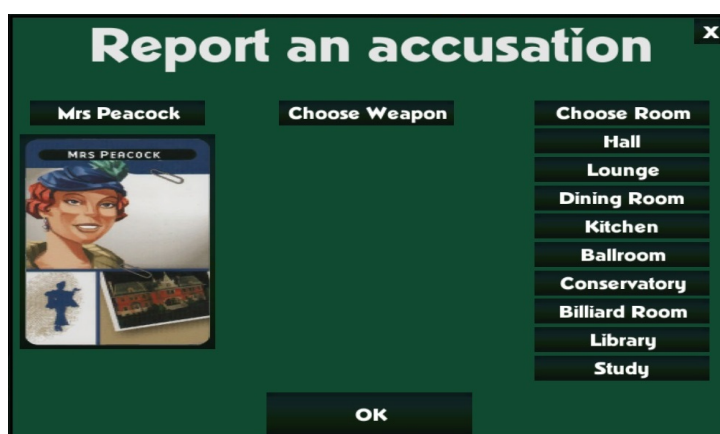 X
Report an accusation
Mrs Peacock
MRS PEACOCK
Choose Weapon
Choose Room
Hall
Lounge
Dining Room
Kitchen
Ballroom
Conservatory
Billiard Room
Library
Study
OK